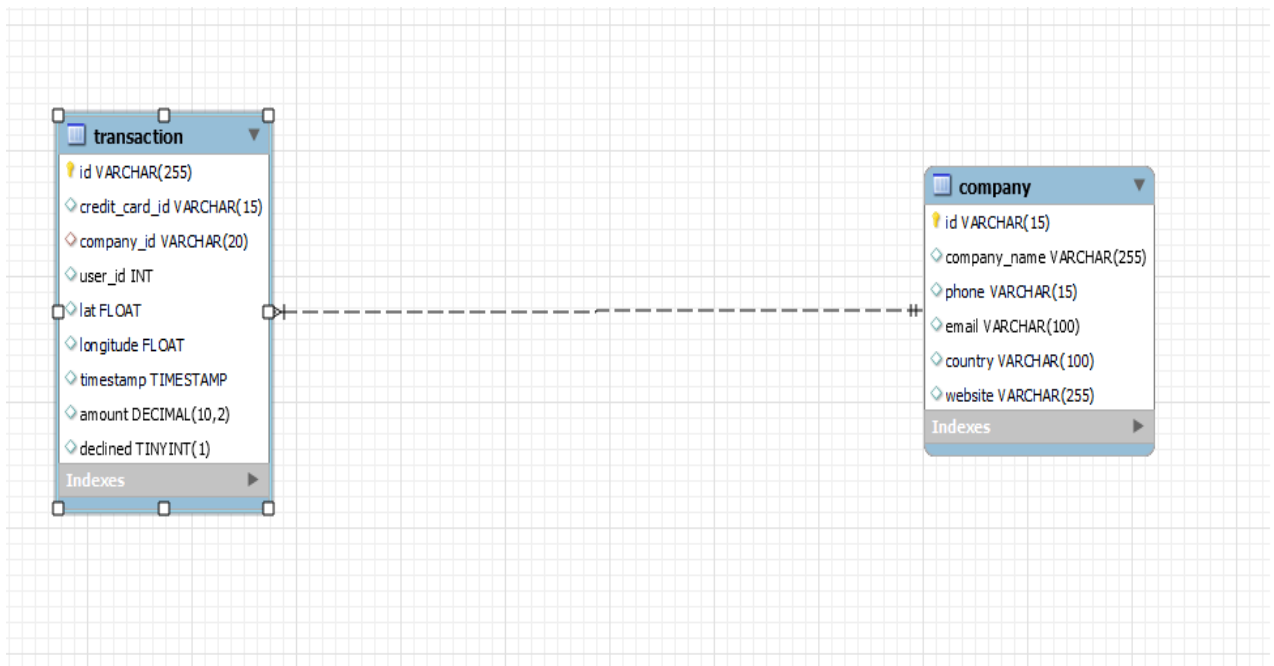 transaction
id VARCHAR(255)
credit_card_id VARCHAR(15)
company_id VARCHAR(20)
user_id INT
lat FLOAT
longitude FLOAT
timestamp TIMESTAMP
amount DECIMAL(10,2)
declined TINYINT(1)
Indexes
company
id VARCHAR(15)
company_name VARCHAR(255)
phone VARCHAR(15)
email VARCHAR(100)
country VARCHAR(100)
website VARCHAR(255)
Indexes